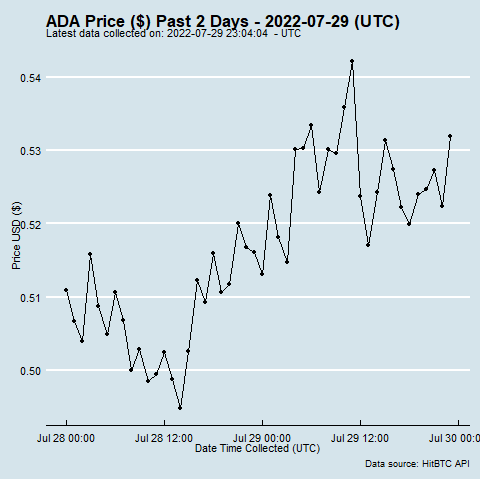 ADA Price ($) Past 2 Days - 2022-07-29 (UTC)
Latest data collected on: 2022-07-29 23:04:04 - UTC
Price USD ($)
0.54
0.53
0.52
0.51
0.50
Jul 28 00:00
Jul 28 12:00
Jul 29 00:00
Jul 29 12:00
Jul 30 00:0
Date Time Collected (UTC)
Data source: HitBTC API